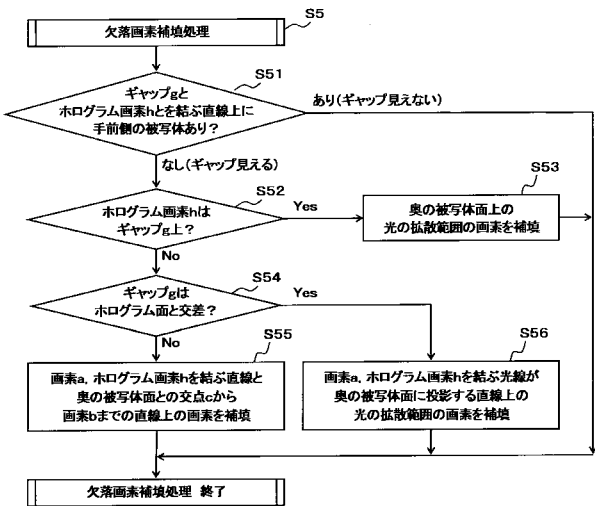 S5
欠落画素補填処理
S51
ギャップgと
ホログラム画素hとを結ぶ直線上に
手前側の被写体あり?
あり(ギャップ見えない)
なし(ギャップ見える)
S52
ホログラム画素hは
ギャップg上?
Yes
S53
奥の被写体面上の
光の拡散範囲の画素を補填
No
S54
ギャップgは
ホログラム面と交差?
Yes
No
S55
画素a, ホログラム画素hを結ぶ直線と
奥の被写体面との交点cから
画素bまでの直線上の画素を補填
S56
画素a, ホログラム画素hを結ぶ光線が
奥の被写体面に投影する直線上の
光の拡散範囲の画素を補填
欠落画素補填処理 終了